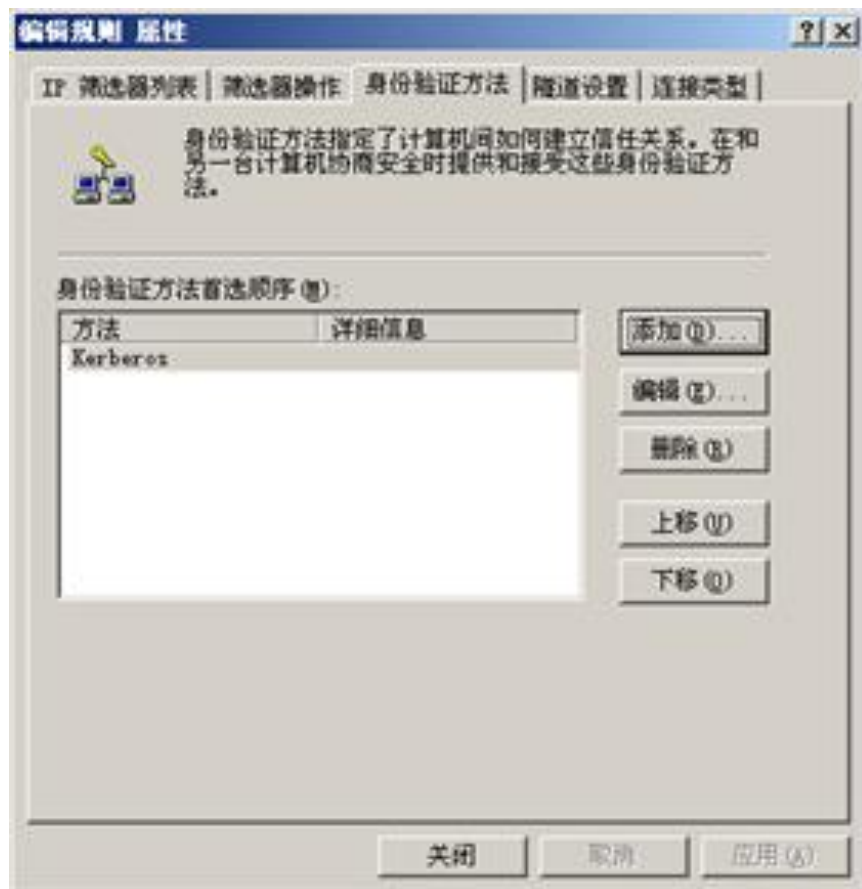 编辑规则 属性
IP 筛选器列表 筛选器操作 身份验证方法 隧道设置 连接类型
身份验证方法指定了计算机间如何建立信任关系。在和
另一台计算机协商安全时提供和接受这些身份验证方
法。
身份验证方法首选顺序(M):
方法 详细信息
Kerberos
添加(D)...
编辑(E)...
删除(R)
上移(U)
下移(O)
关闭 取消 应用(A)